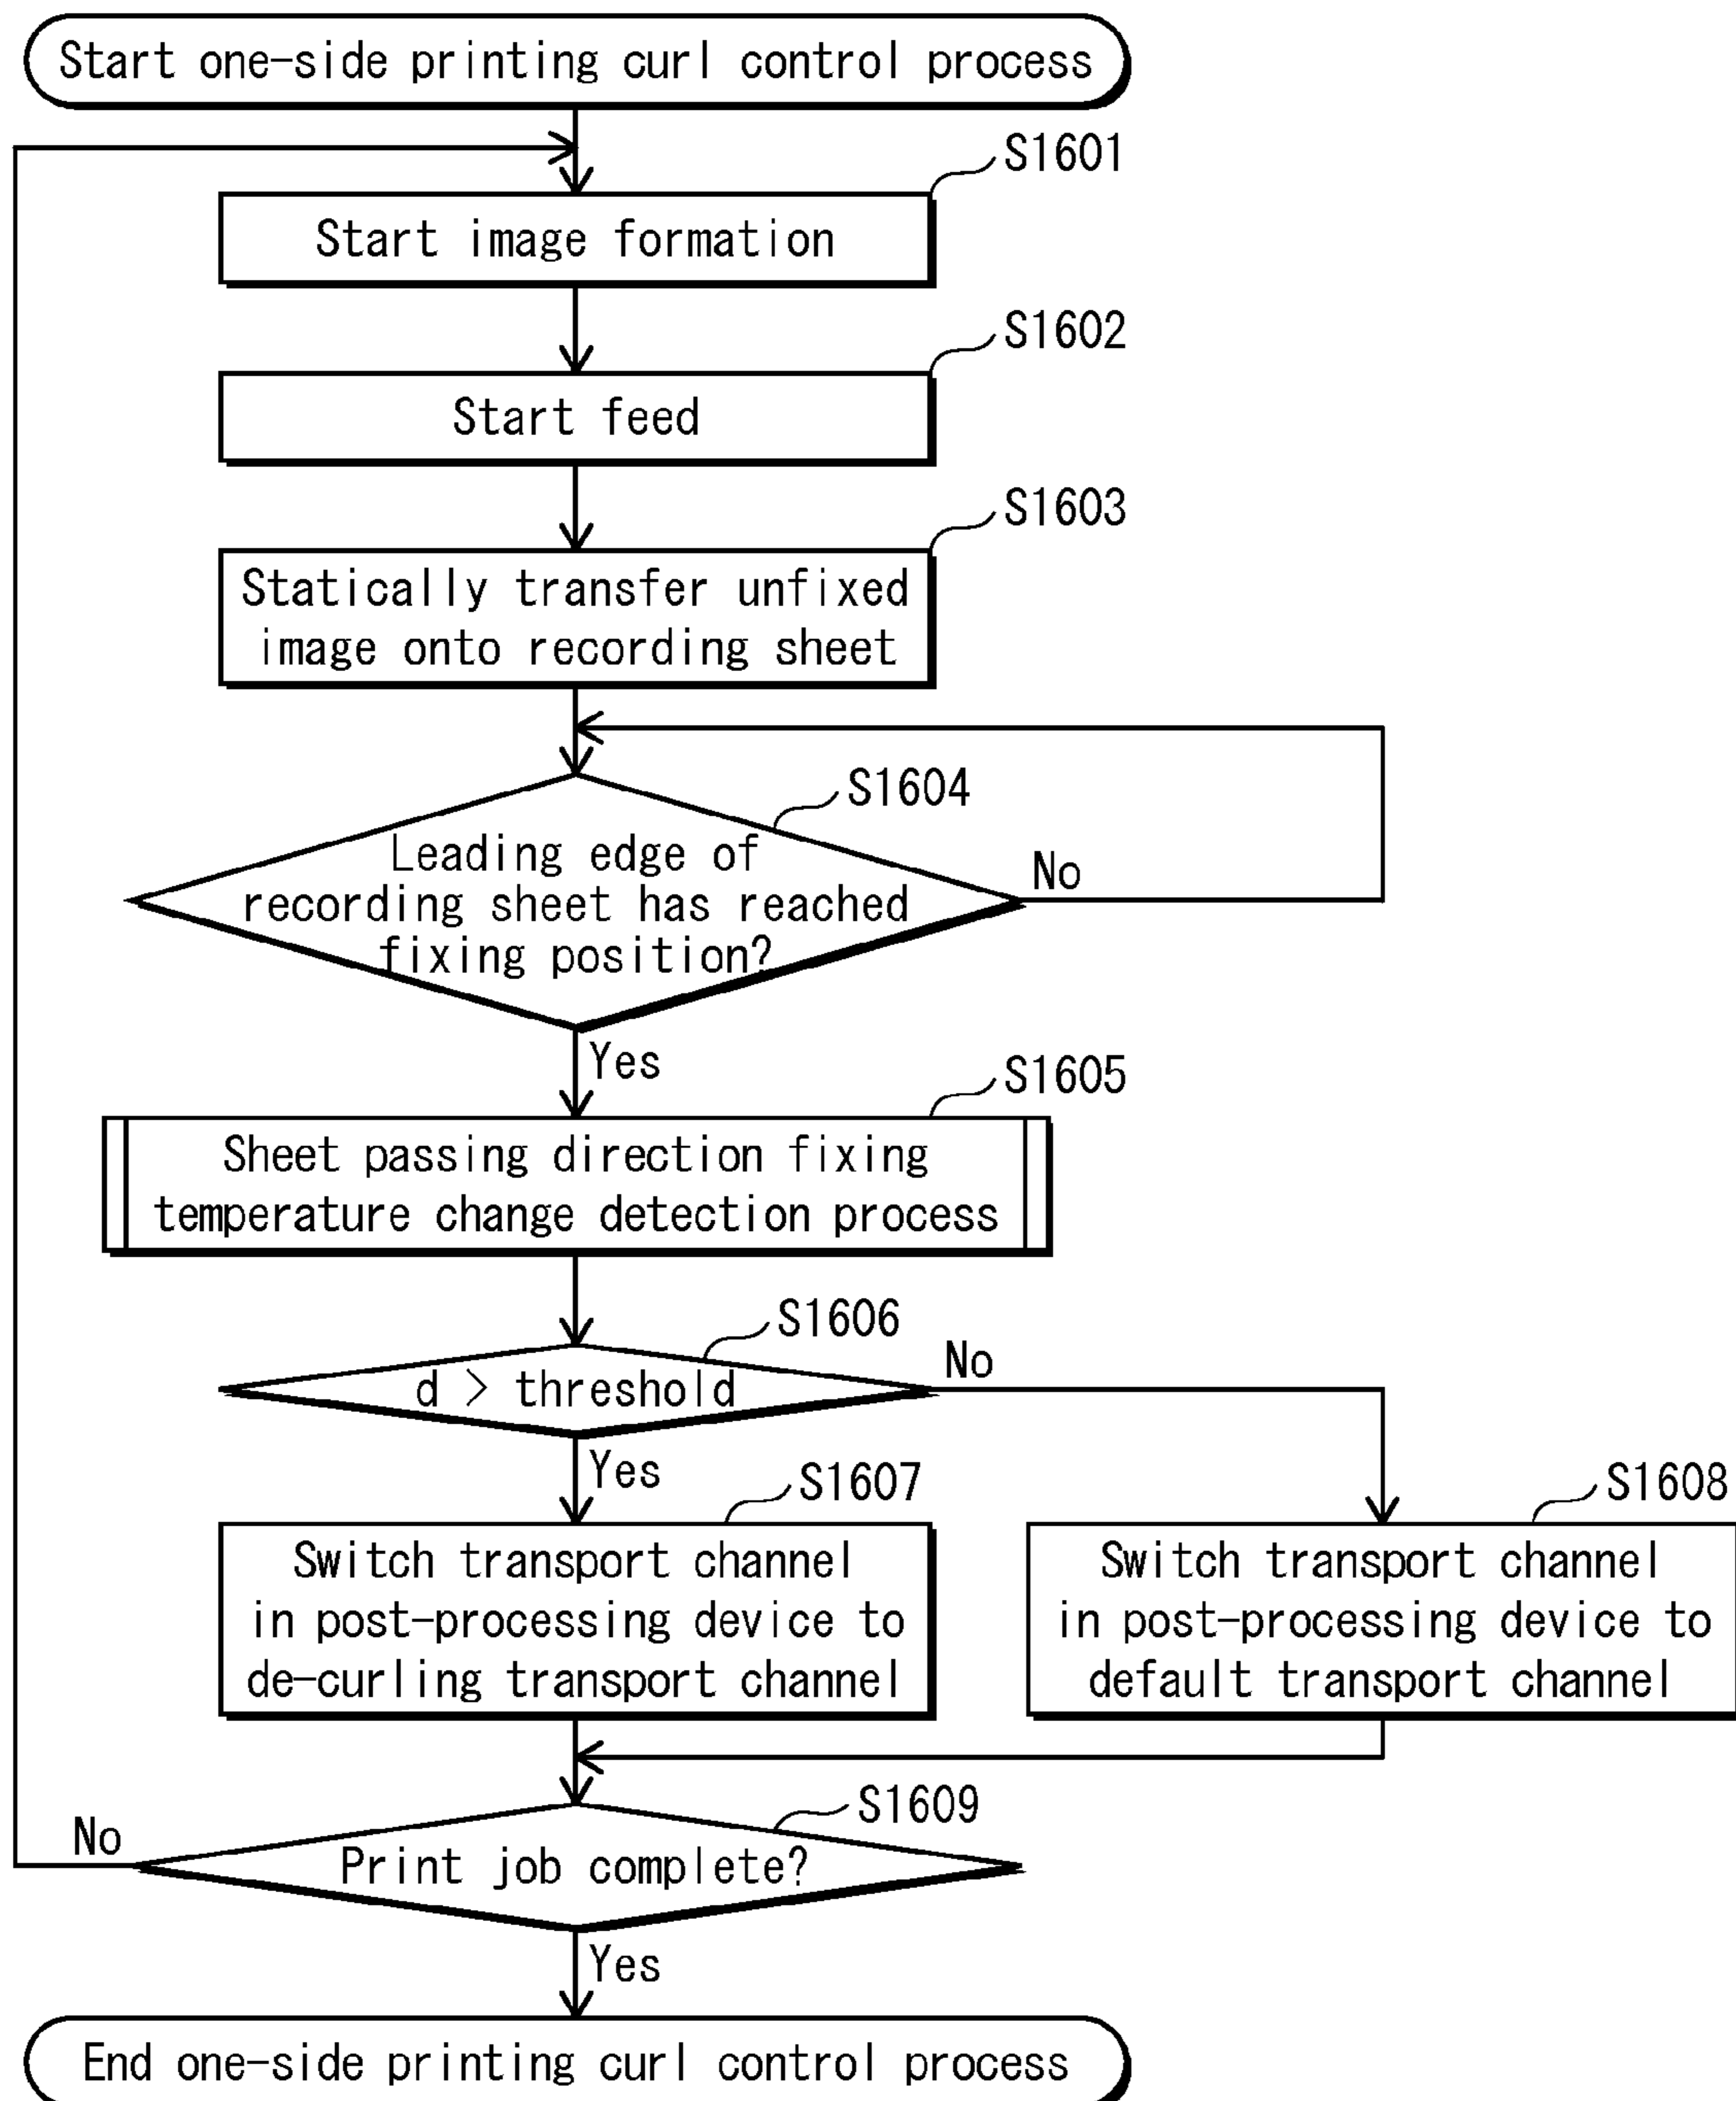 Start one-side printing curl control process
S1601
Start image formation
S1602
Start feed
S1603
Statically transfer unfixed
image onto recording sheet
S1604
Leading edge of
recording sheet has reached
fixing position?
No
Yes
S1605
Sheet passing direction fixing
temperature change detection process
S1606
d > threshold
No
Yes
S1607
Switch transport channel
in post-processing device to
de-curling transport channel
S1608
Switch transport channel
in post-processing device to
default transport channel
S1609
Print job complete?
No
Yes
End one-side printing curl control process